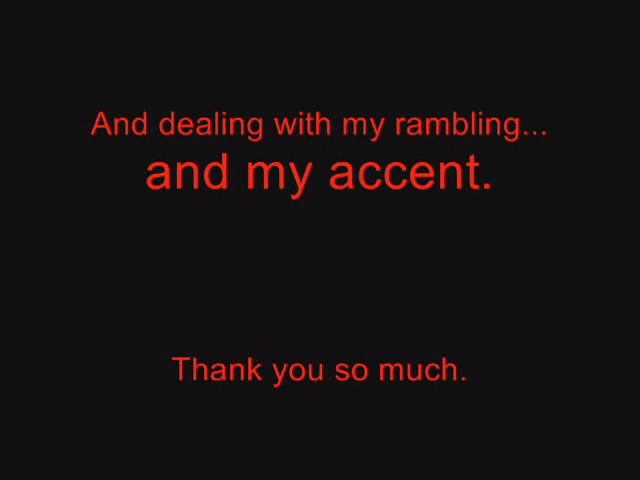 And dealing with my rambling...
and my accent.
Thank you so much.